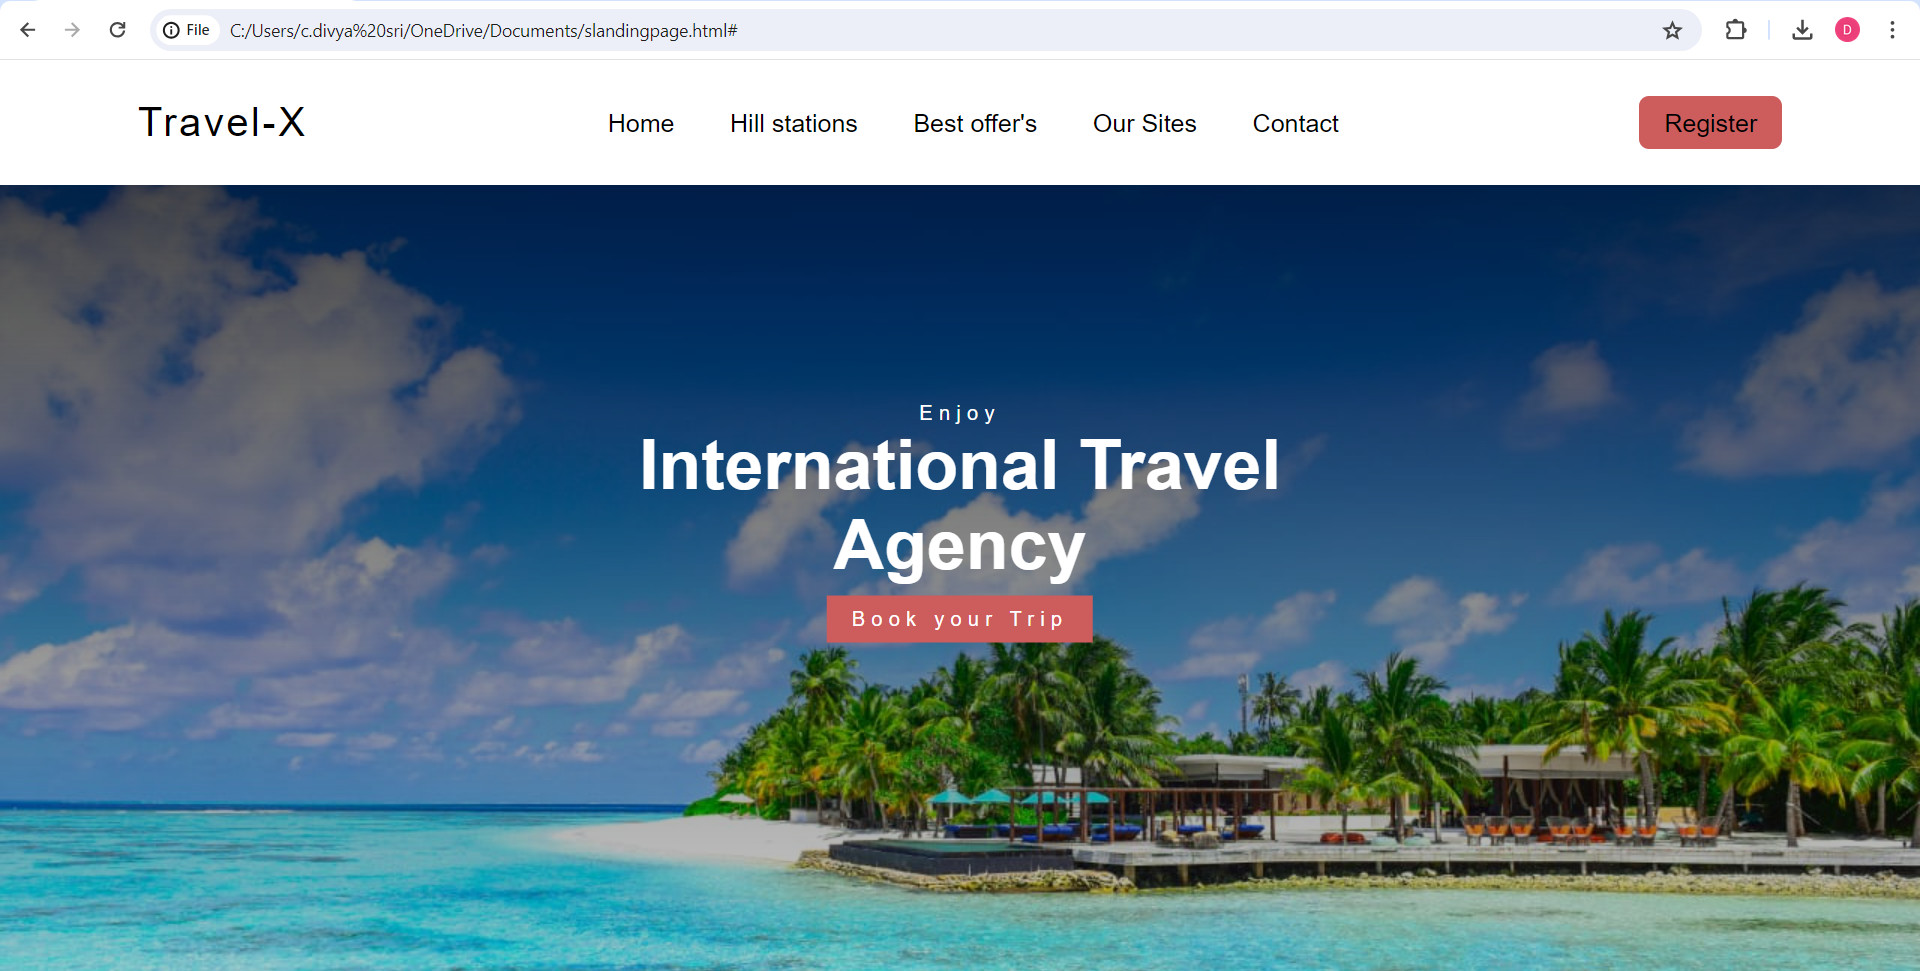 File C:/Users/c.divya%20sri/OneDrive/Documents/slandingpage.html#
D
Travel-X Home Hill stations Best offer's Our Sites Contact Register
Enjoy
International Travel
Agency
Book your Trip